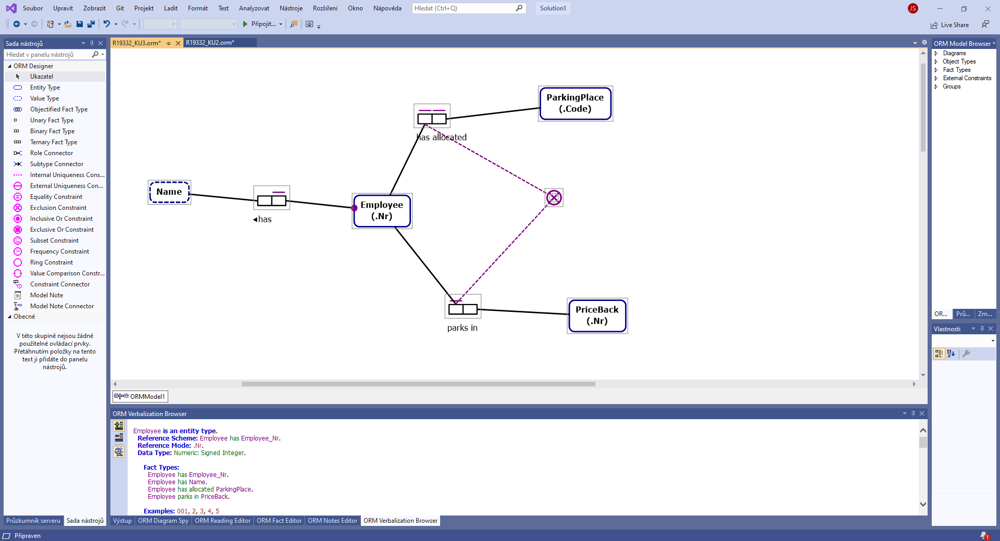 Soubor Upravit Zobrazit Git Projekt Ladit Formát Test Analyzovat Nástroje Rozšíření Okno Nápověda Hledat (Ctrl+Q) Solution1 JS
Připojit... Live Share
Sada nástrojů
Hledat v panelu nástrojů
ORM Designer
Ukazatel
Entity Type
Value Type
Objectified Fact Type
Unary Fact Type
Binary Fact Type
Ternary Fact Type
Role Connector
Subtype Connector
Internal Uniqueness Cons...
External Uniqueness Con...
Equality Constraint
Exclusion Constraint
Inclusive Or Constraint
Exclusive Or Constraint
Subset Constraint
Frequency Constraint
Ring Constraint
Value Comparison Constr...
Constraint Connector
Model Note
Model Note Connector
Obecné
V této skupině nejsou žádné
použitelné ovládací prvky.
Přetáhnutím položky na tento
text ji přidáte do panelu
nástrojů.
Průzkumník serveru Sada nástrojů
R19332_KU3.orm* R19332_KU2.orm*
ParkingPlace
(.Code)
has allocated
Name
◄has
Employee
(.Nr)
parks in
PriceBack
(.Nr)
ORMModel1
ORM Verbalization Browser
Employee is an entity type.
Reference Scheme: Employee has Employee_Nr.
Reference Mode: .Nr.
Data Type: Numeric: Signed Integer.
Fact Types:
Employee has Employee_Nr.
Employee has Name.
Employee has allocated ParkingPlace.
Employee parks in PriceBack.
Examples: 001, 2, 3, 4, 5
Výstup ORM Diagram Spy ORM Reading Editor ORM Fact Editor ORM Notes Editor ORM Verbalization Browser
ORM Model Browser
Diagrams
Object Types
Fact Types
External Constraints
Groups
OR... Prů... Zm...
Vlastnosti
Připraven
1